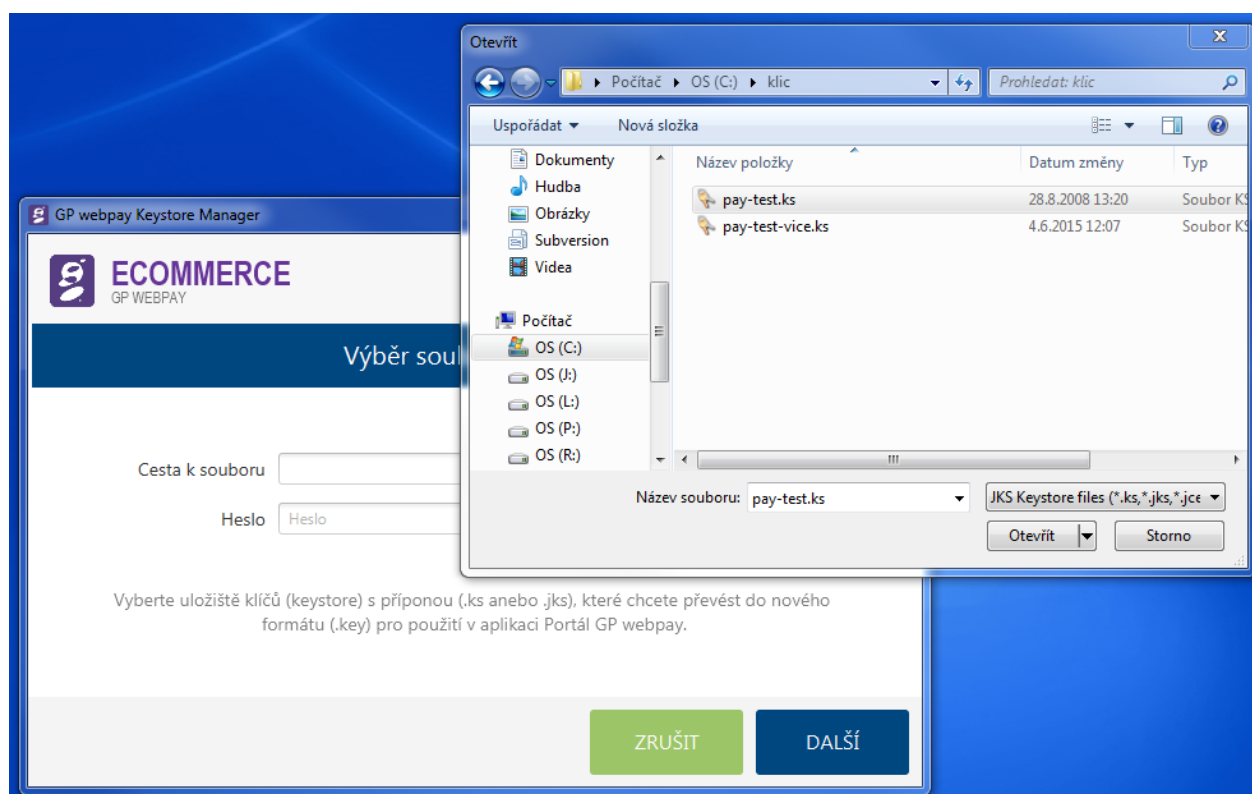 Otevřít
Počítač ▸ OS (C:) ▸ klic
Prohledat: klic
Uspořádat
Nová složka
Dokumenty
Hudba
Obrázky
Subversion
Videa
Počítač
OS (C:)
OS (J:)
OS (L:)
OS (P:)
OS (R:)
Název položky Datum změny Typ
pay-test.ks 28.8.2008 13:20 Soubor KS
pay-test-vice.ks 4.6.2015 12:07 Soubor KS
Název souboru: pay-test.ks
JKS Keystore files (*.ks,*.jks,*.jce
Otevřít Storno
GP webpay Keystore Manager
ECOMMERCE
GP WEBPAY
Výběr soul
Cesta k souboru
Heslo Heslo
Vyberte uložiště klíčů (keystore) s příponou (.ks anebo .jks), které chcete převést do nového
formátu (.key) pro použití v aplikaci Portál GP webpay.
ZRUŠIT DALŠÍ